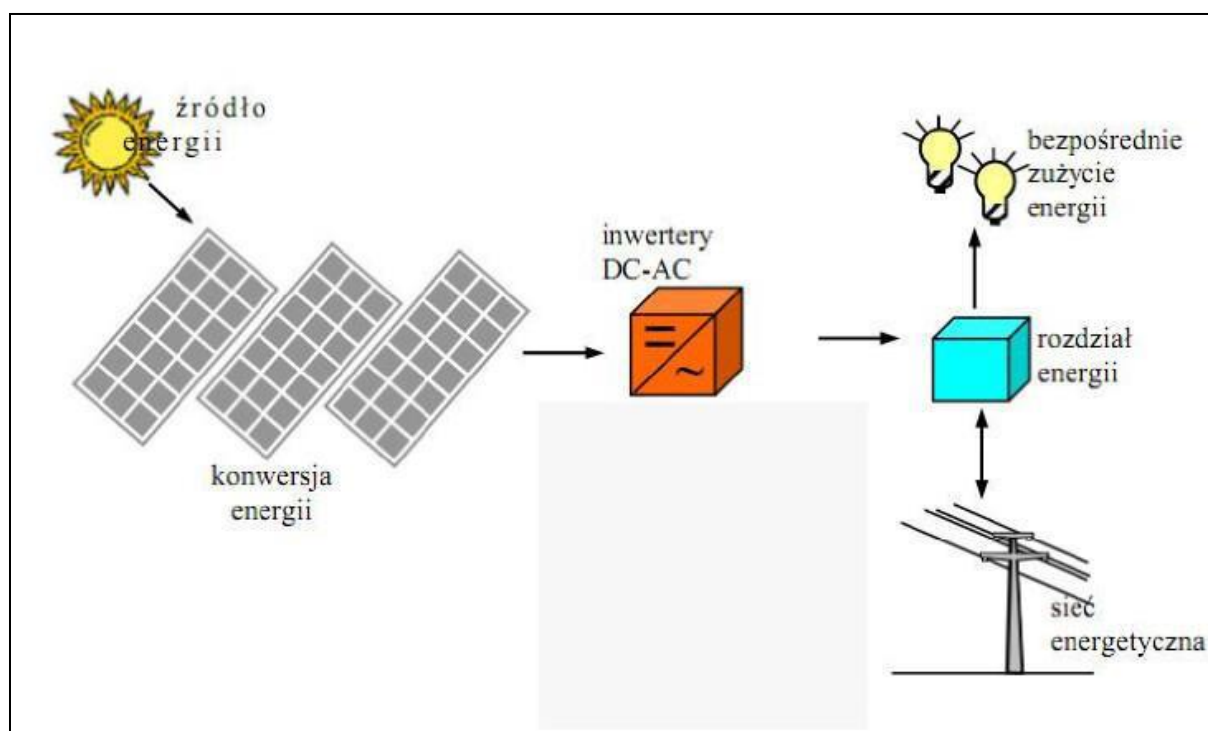 źródło
energii
konwersja
energii
inwertery
DC-AC
bezpośrednie
zużycie
energii
rozdział
energii
sieć
energetyczna